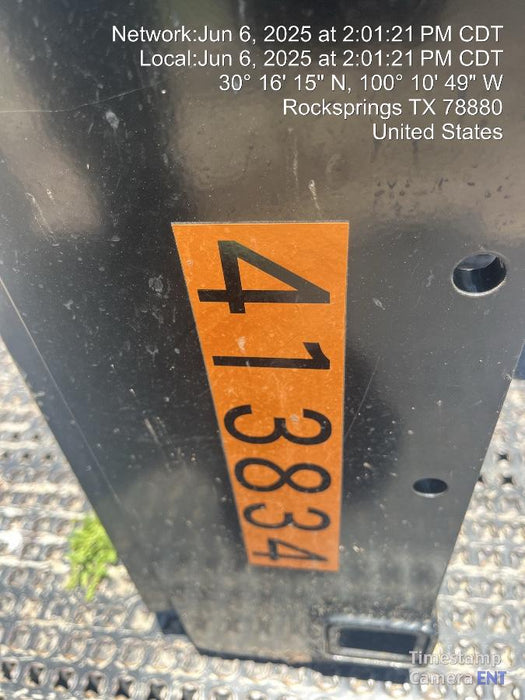 Network:Jun 6, 2025 at 2:01:21 PM CDT
Local:Jun 6, 2025 at 2:01:21 PM CDT
30° 16' 15" N, 100° 10' 49" W
Rocksprings TX 78880
United States
413834
Timestamp
Camera ENT